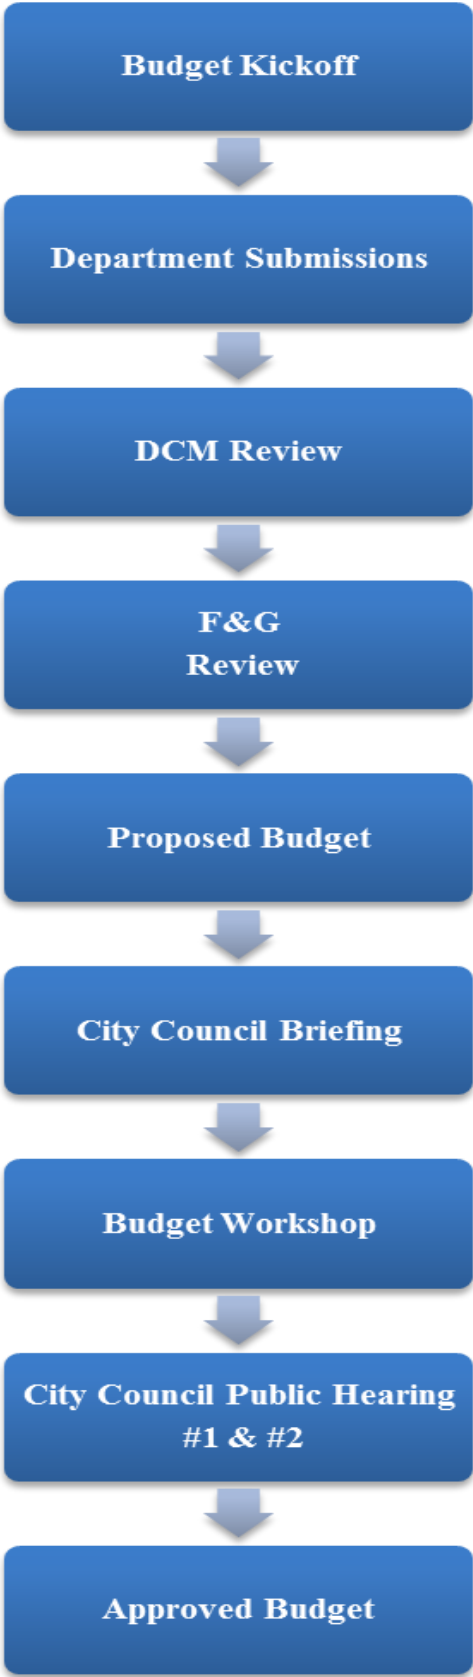 Budget Kickoff
Department Submissions
DCM Review
F&G
Review
Proposed Budget
City Council Briefing
Budget Workshop
City Council Public Hearing
#1 & #2
Approved Budget